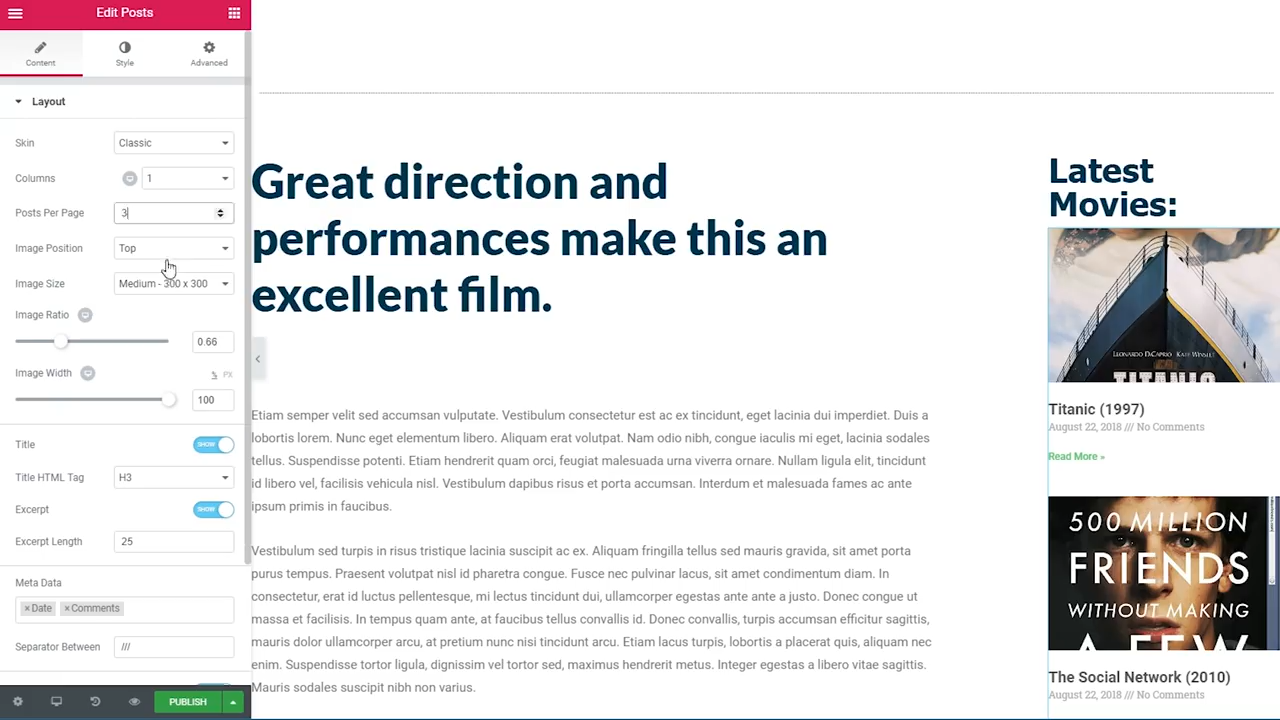 Edit Posts
Content
Style
Advanced
Layout
Skin
Classic
Columns
1
Posts Per Page
3
Image Position
Top
Image Size
Medium - 300 x 300
Image Ratio
0.66
Image Width
% PX
100
Title
SHOW
Title HTML Tag
H3
Excerpt
SHOW
Excerpt Length
25
Meta Data
×Date ×Comments
Separator Between
///
PUBLISH
Great direction and
performances make this an
excellent film.
Etiam semper velit sed accumsan vulputate. Vestibulum consectetur est ac ex tincidunt, eget lacinia dui imperdiet. Duis a
lobortis lorem. Nunc eget elementum libero. Aliquam erat volutpat. Nam odio nibh, congue iaculis mi eget, lacinia sodales
tellus. Suspendisse potenti. Etiam hendrerit quam orci, feugiat malesuada urna viverra ornare. Nullam ligula elit, tincidunt
id libero vel, facilisis vehicula nisl. Vestibulum dapibus risus et porta accumsan. Interdum et malesuada fames ac ante
ipsum primis in faucibus.
Vestibulum sed turpis in risus tristique lacinia suscipit ac ex. Aliquam fringilla tellus sed mauris gravida, sit amet porta
purus tempus. Praesent volutpat nisl id pharetra congue. Fusce nec pulvinar lacus, sit amet condimentum diam. In
consectetur, erat id luctus pellentesque, mi lectus tincidunt dui, ullamcorper egestas ante ante a justo. Donec congue ut
massa et facilisis. In tempus quam ante, at faucibus tellus convallis id. Donec convallis, turpis accumsan efficitur sagittis,
mauris dolor ullamcorper arcu, at pretium nunc nisi tincidunt arcu. Etiam lacus turpis, lobortis a placerat quis, aliquam nec
enim. Suspendisse tortor ligula, dignissim vel tortor sed, maximus hendrerit metus. Integer egestas a libero vitae sagittis.
Mauris sodales suscipit nibh non varius.
Latest
Movies:
LEONARDO DICAPRIO KATE WINSLET
TITANIC
Titanic (1997)
August 22, 2018 /// No Comments
Read More »
500 MILLION
FRIENDS
WITHOUT MAKING
A FEW
The Social Network (2010)
August 22, 2018 /// No Comments